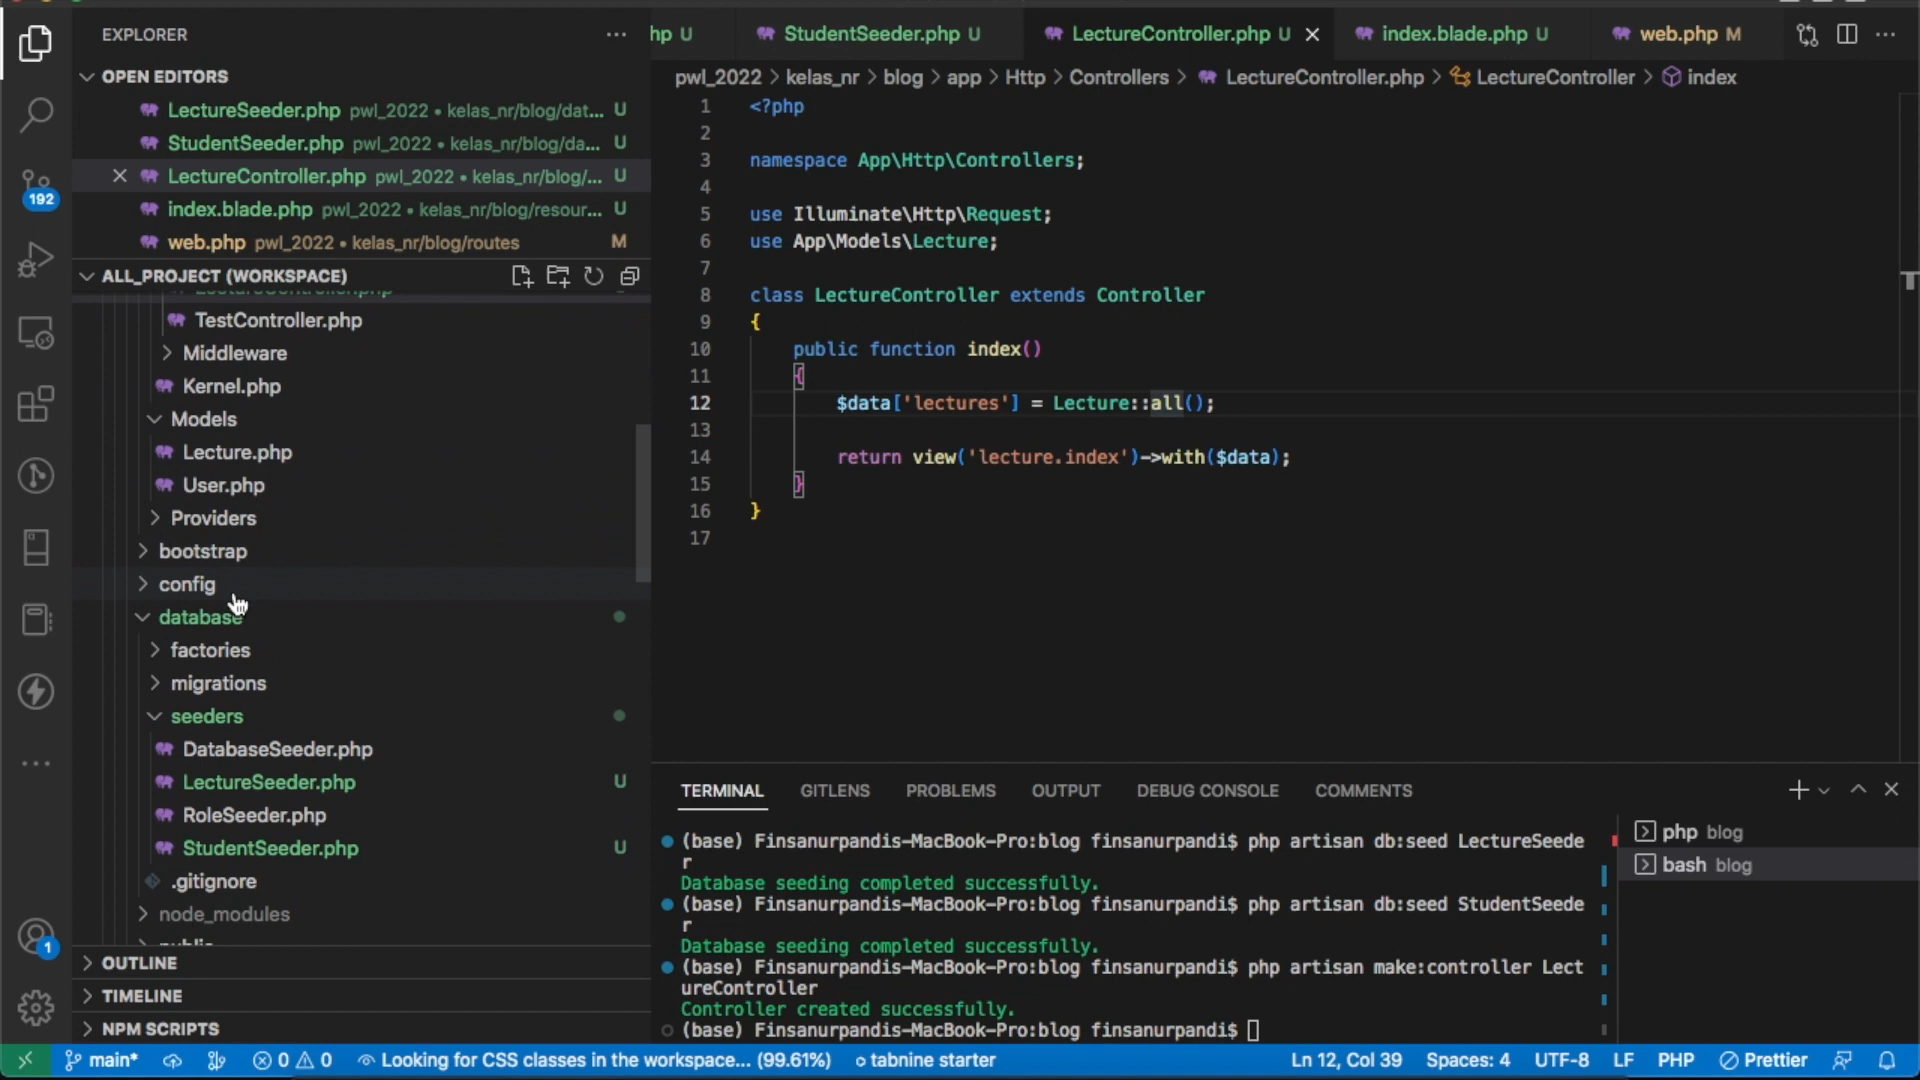 EXPLORER
OPEN EDITORS
LectureSeeder.php pwl_2022 • kelas_nr/blog/dat... U
StudentSeeder.php pwl_2022 • kelas_nr/blog/da... U
LectureController.php pwl_2022 • kelas_nr/blog/... U
index.blade.php pwl_2022 • kelas_nr/blog/resour... U
web.php pwl_2022 • kelas_nr/blog/routes M
ALL_PROJECT (WORKSPACE)
TestController.php
Middleware
Kernel.php
Models
Lecture.php
User.php
Providers
bootstrap
config
database
factories
migrations
seeders
DatabaseSeeder.php
LectureSeeder.php U
RoleSeeder.php
StudentSeeder.php U
.gitignore
node_modules
OUTLINE
TIMELINE
NPM SCRIPTS
192
1
hp U StudentSeeder.php U LectureController.php U index.blade.php U web.php M
pwl_2022 > kelas_nr > blog > app > Http > Controllers > LectureController.php > LectureController > index
1 <?php
2
3 namespace App\Http\Controllers;
4
5 use Illuminate\Http\Request;
6 use App\Models\Lecture;
7
8 class LectureController extends Controller
9 {
10 public function index()
11 {
12 $data['lectures'] = Lecture::all();
13
14 return view('lecture.index')->with($data);
15 }
16 }
17
TERMINAL GITLENS PROBLEMS OUTPUT DEBUG CONSOLE COMMENTS
(base) Finsanurpandis-MacBook-Pro:blog finsanurpandi$ php artisan db:seed LectureSeede
r
Database seeding completed successfully.
(base) Finsanurpandis-MacBook-Pro:blog finsanurpandi$ php artisan db:seed StudentSeede
r
Database seeding completed successfully.
(base) Finsanurpandis-MacBook-Pro:blog finsanurpandi$ php artisan make:controller Lect
ureController
Controller created successfully.
(base) Finsanurpandis-MacBook-Pro:blog finsanurpandi$
php blog
bash blog
main* 0 0 Looking for CSS classes in the workspace... (99.61%) tabnine starter Ln 12, Col 39 Spaces: 4 UTF-8 LF PHP Prettier